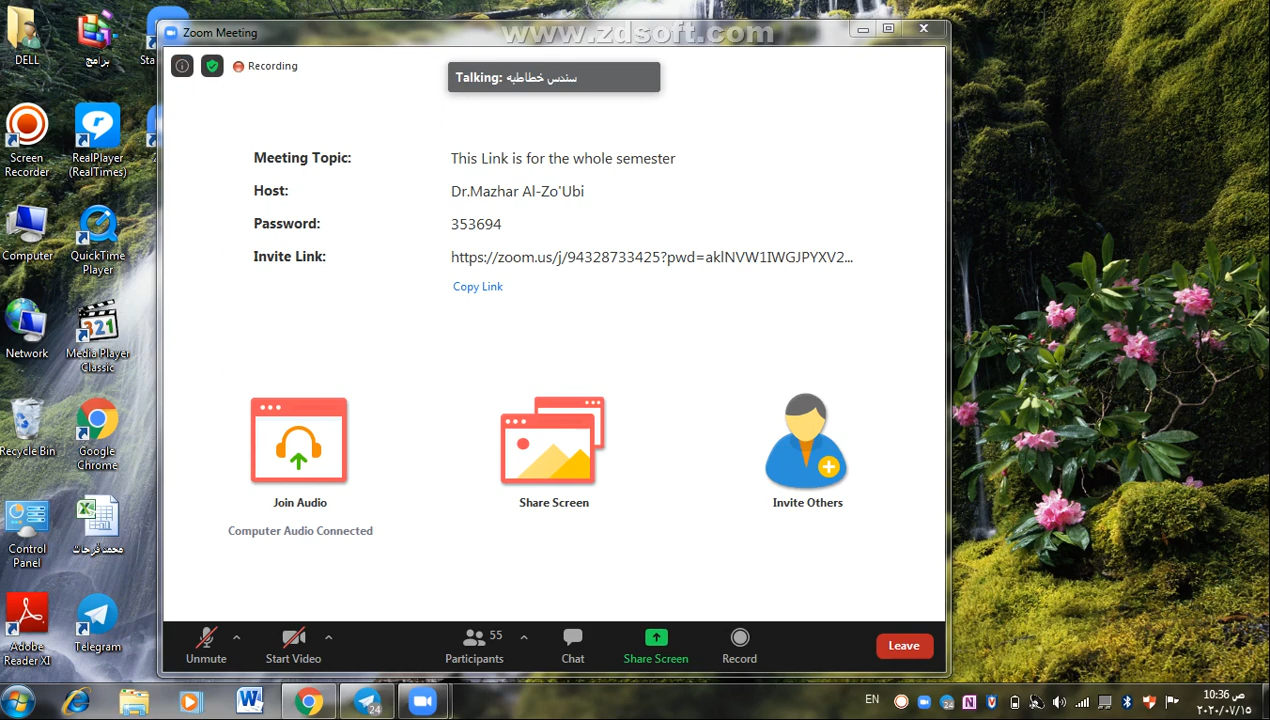 www.zdsoft.com
Zoom Meeting
Recording
Talking: سندس خطاطبه
Meeting Topic: This Link is for the whole semester
Host: Dr.Mazhar Al-Zo'Ubi
Password: 353694
Invite Link: https://zoom.us/j/94328733425?pwd=aklNVW1IWGJPYXV2...
Copy Link
Join Audio
Share Screen
Invite Others
Computer Audio Connected
Unmute
Start Video
55
Participants
Chat
Share Screen
Record
Leave
DELL
برامج
Sta
Screen Recorder
RealPlayer (RealTimes)
Computer
QuickTime Player
Network
321
Media Player Classic
Recycle Bin
Google Chrome
Control Panel
محمد فرحات
Adobe Reader XI
Telegram
24
EN
24
10:36 ص
٢٠٢٠/٠٧/١٥